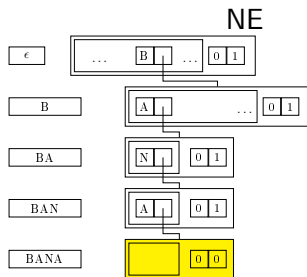 NE
ϵ ... B ... 0 1
B A ... 0 1
BA N 0 1
BAN A 0 1
BANA 0 0